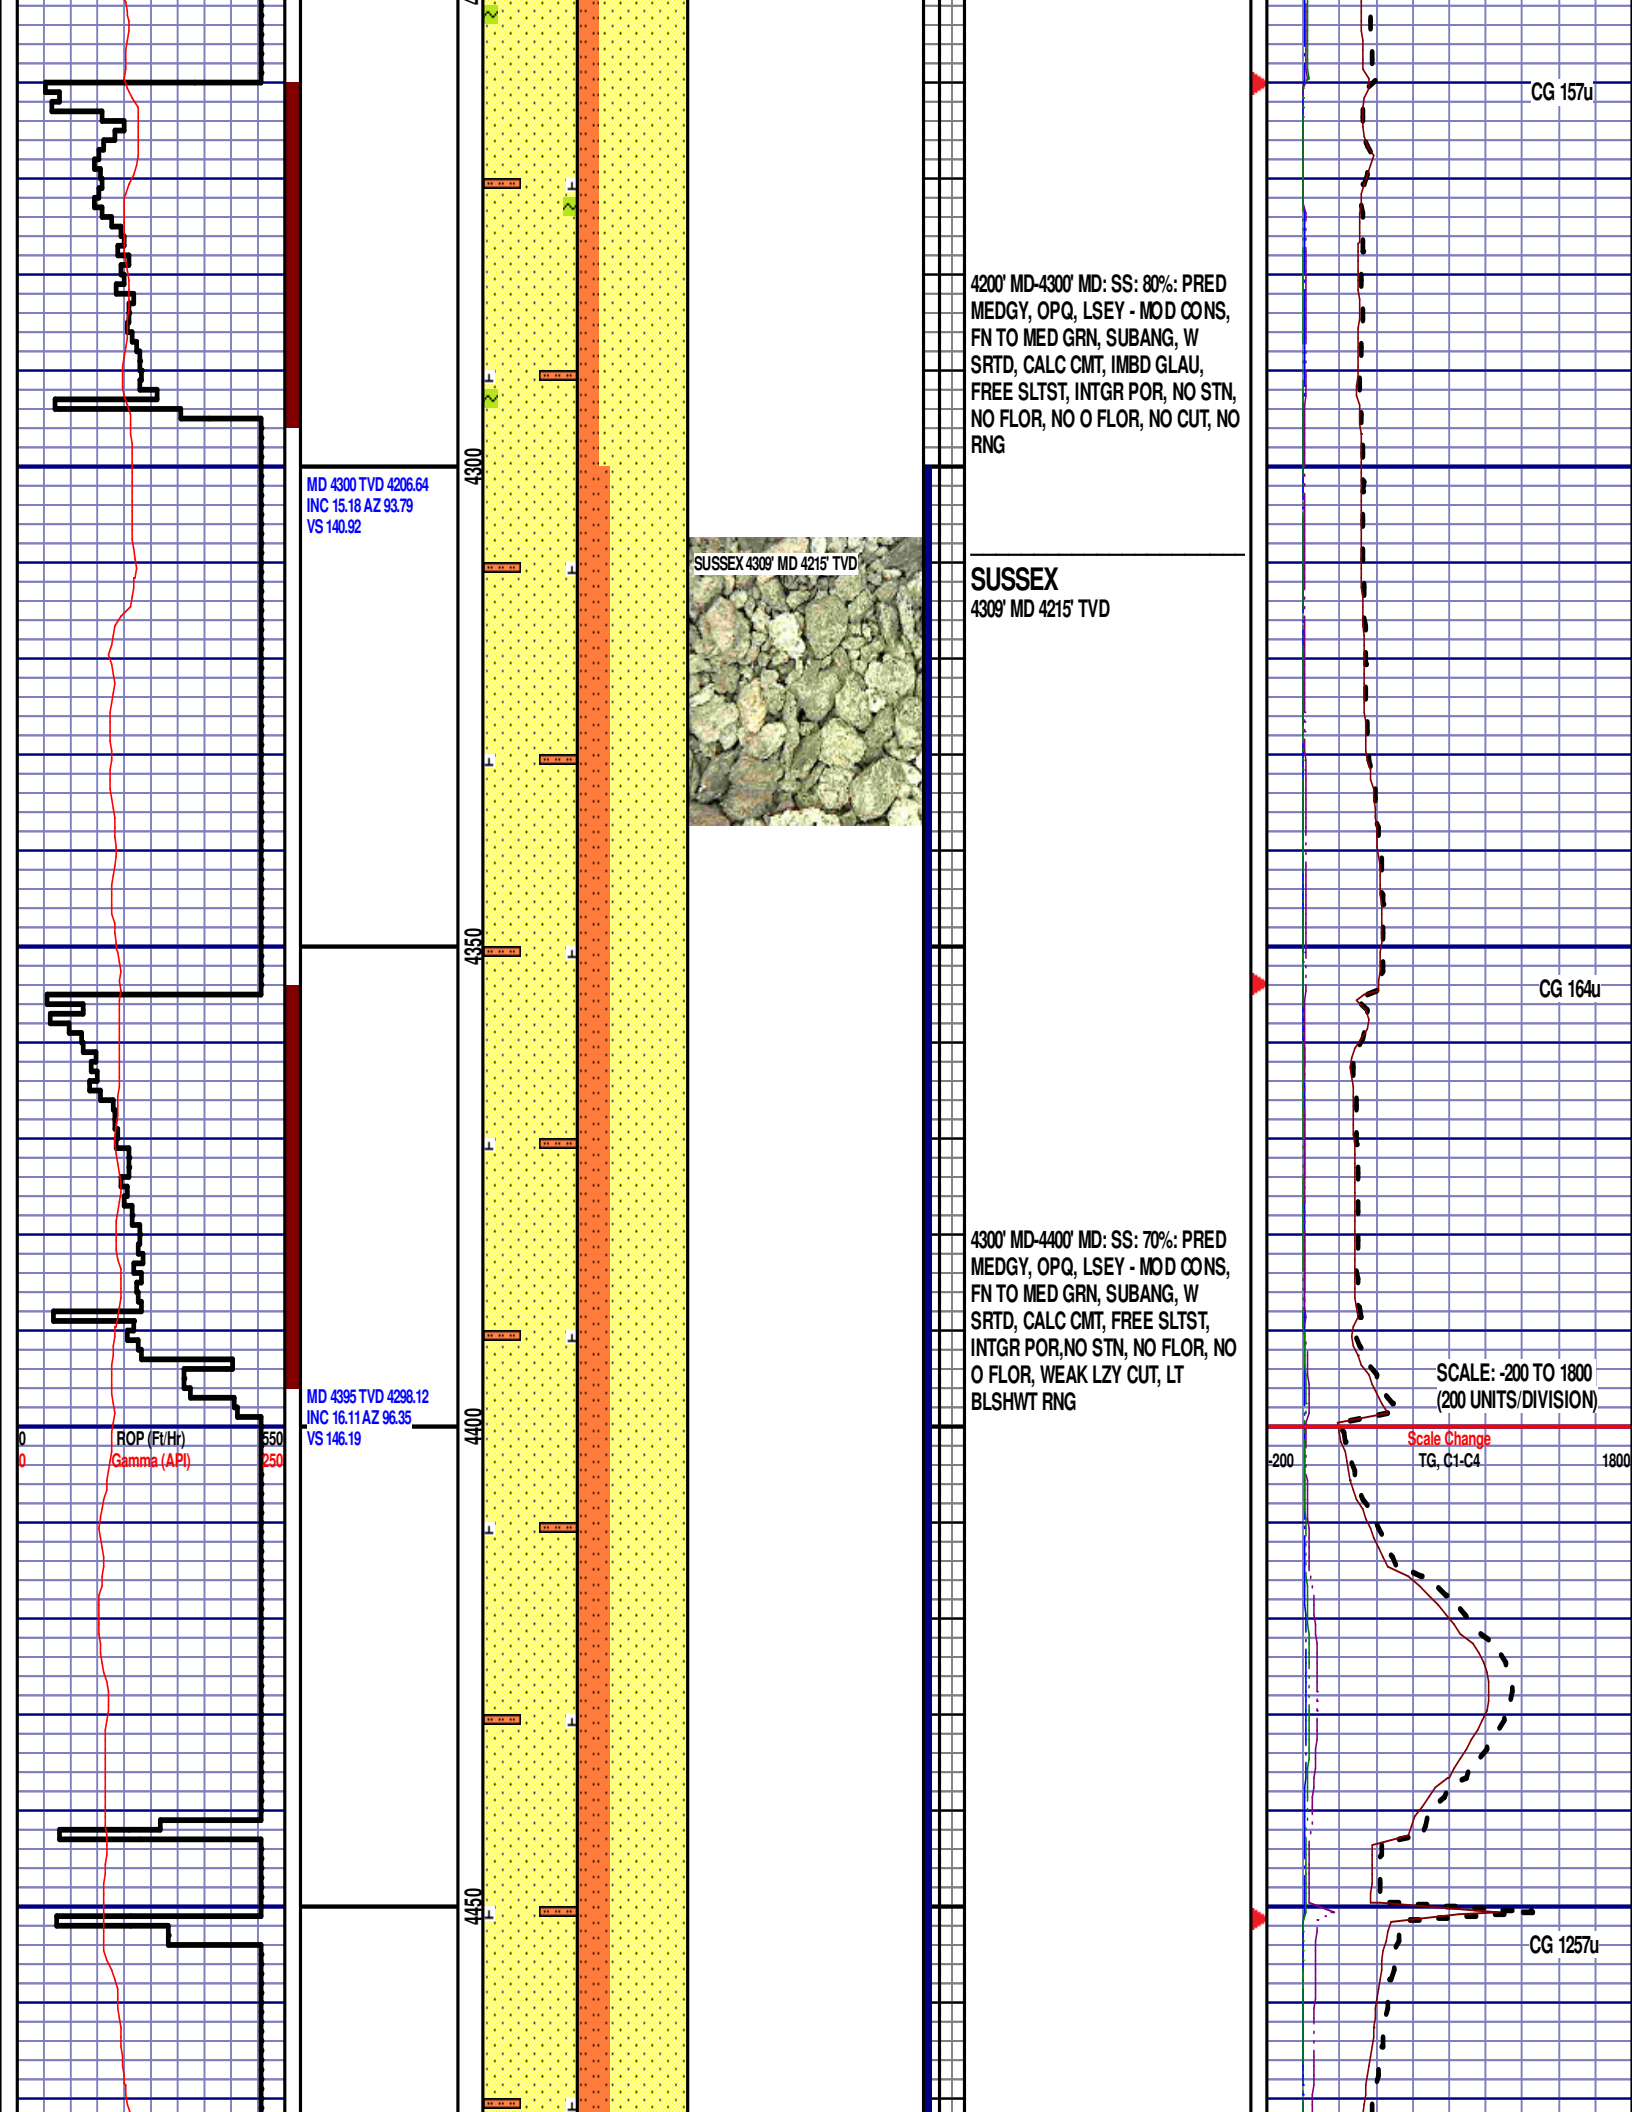 CG 157u
4200' MD-4300' MD: SS: 80%: PRED
MEDGY, OPQ, LSEY - MOD CONS,
FN TO MED GRN, SUBANG, W
SRTD, CALC CMT, IMBD GLAU,
FREE SLTST, INTGR POR, NO STN,
NO FLOR, NO O FLOR, NO CUT, NO
RNG
4300
MD 4300 TVD 4206.64
INC 15.18 AZ 93.79
VS 140.92
SUSSEX 4309' MD 4215' TVD
SUSSEX
4309' MD 4215' TVD
4350
CG 164u
4300' MD-4400' MD: SS: 70%: PRED
MEDGY, OPQ, LSEY - MOD CONS,
FN TO MED GRN, SUBANG, W
SRTD, CALC CMT, FREE SLTST,
INTGR POR,NO STN, NO FLOR, NO
O FLOR, WEAK LZY CUT, LT
BLSHWT RNG
SCALE: -200 TO 1800
(200 UNITS/DIVISION)
MD 4395 TVD 4298.12
INC 16.11 AZ 96.35
VS 146.19
4400
0 ROP (Ft/Hr) 550
0 Gamma (API) 250
Scale Change
-200 TG, C1-C4 1800
4450
CG 1257u